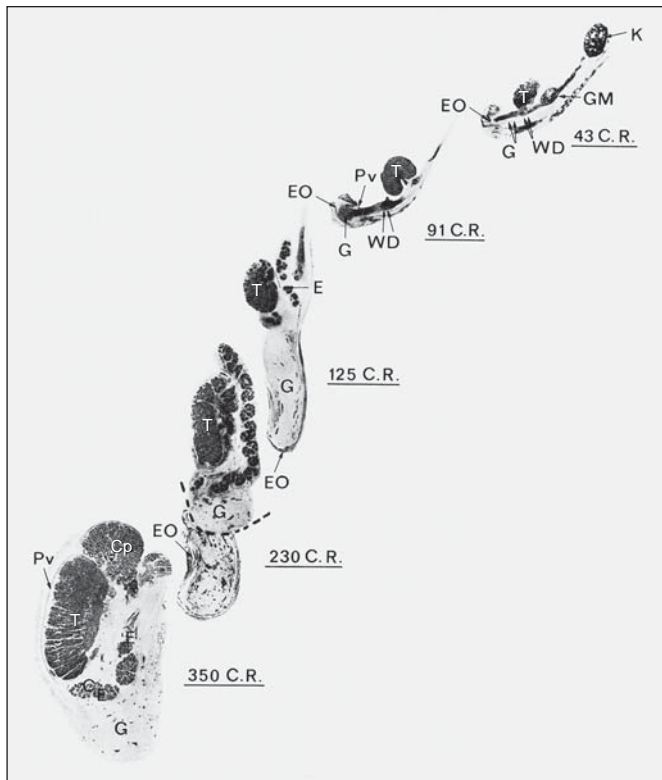 K
T
GM
EO
G
WD
43 C.R.
Pv
T
EO
G
WD
91 C.R.
T
E
G
125 C.R.
EO
T
G
EO
230 C.R.
Cp
Pv
T
E
350 C.R.
C
E
G